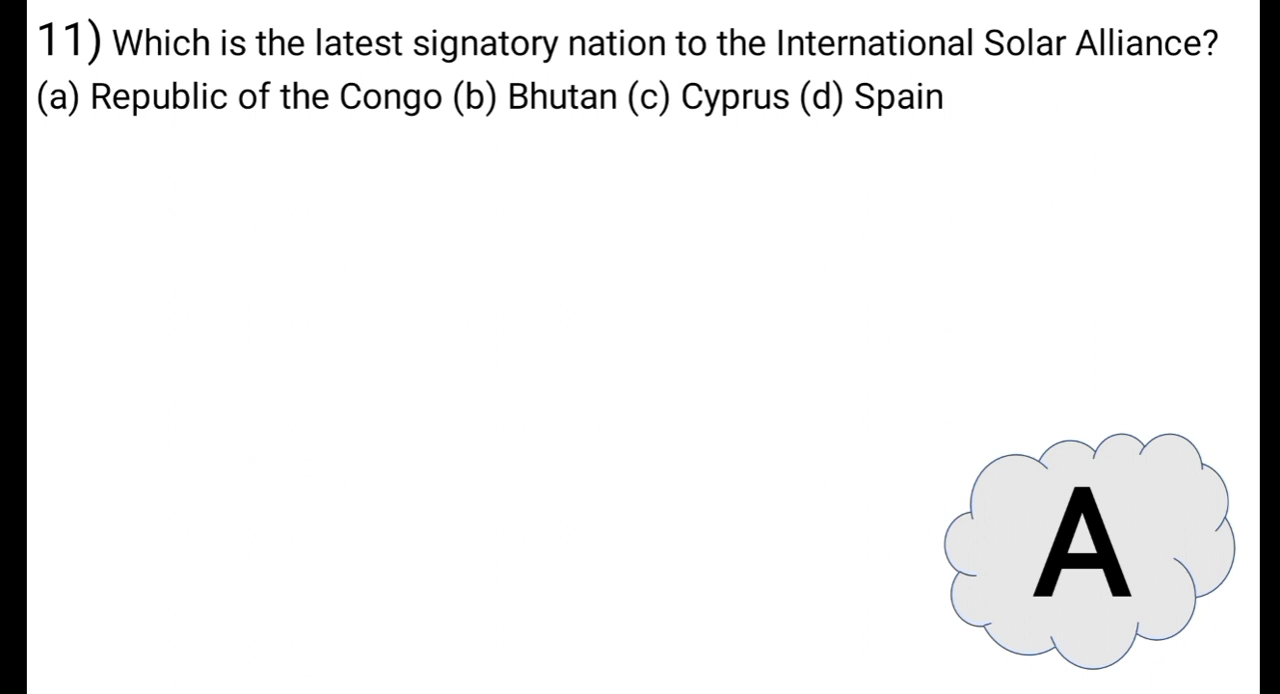 11) Which is the latest signatory nation to the International Solar Alliance?
(a) Republic of the Congo (b) Bhutan (c) Cyprus (d) Spain
A